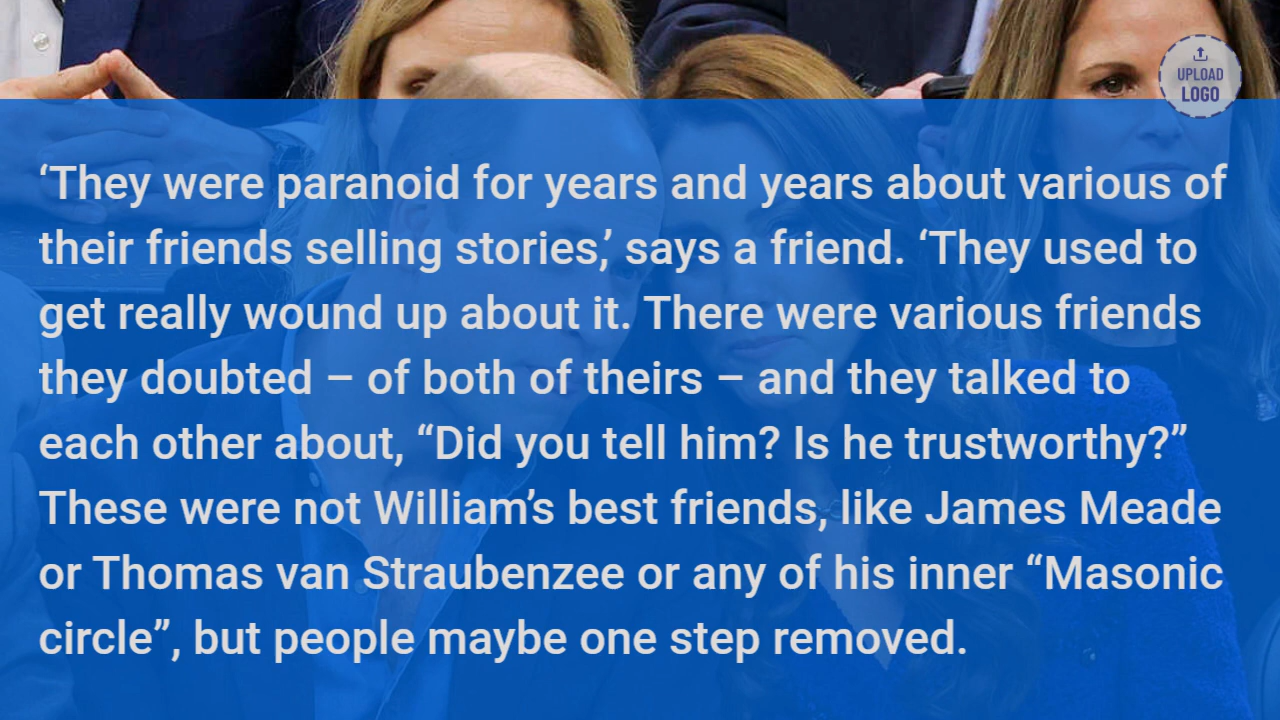 UPLOAD
LOGO
‘They were paranoid for years and years about various of
their friends selling stories,’ says a friend. ‘They used to
get really wound up about it. There were various friends
they doubted – of both of theirs – and they talked to
each other about, “Did you tell him? Is he trustworthy?”
These were not William’s best friends, like James Meade
or Thomas van Straubenzee or any of his inner “Masonic
circle”, but people maybe one step removed.